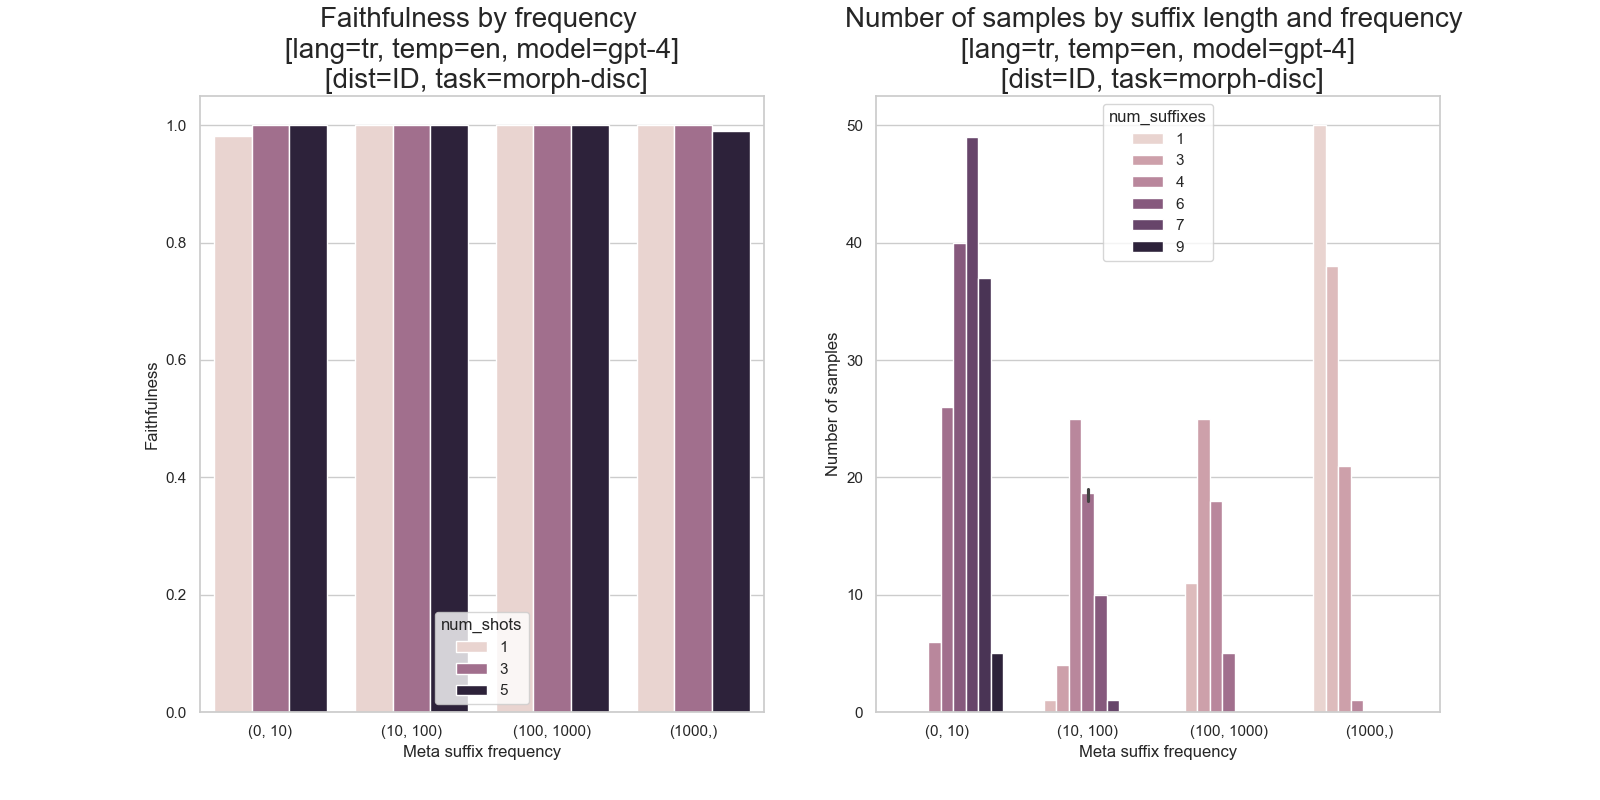 Faithfulness by frequency
[lang=tr, temp=en, model=gpt-4]
[dist=ID, task=morph-disc]
1.0
0.8
0.6
0.4
0.2
0.0
Faithfulness
num_shots
1
3
5
(0, 10)
(10, 100)
(100, 1000)
(1000,)
Meta suffix frequency
Number of samples by suffix length and frequency
[lang=tr, temp=en, model=gpt-4]
[dist=ID, task=morph-disc]
50
40
30
20
10
0
Number of samples
num_suffixes
1
3
4
6
7
9
(0, 10)
(10, 100)
(100, 1000)
(1000,)
Meta suffix frequency